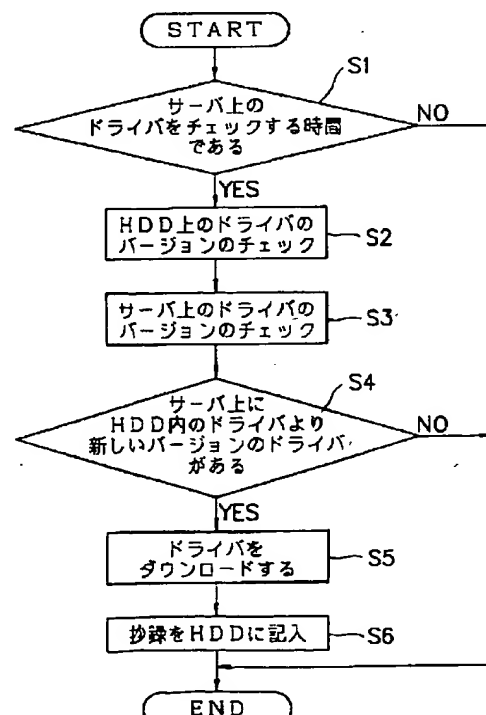 START
S1
サーバ上の
ドライバをチェックする時間
である
NO
YES
HDD上のドライバの
バージョンのチェック
S2
サーバ上のドライバの
バージョンのチェック
S3
S4
サーバ上に
HDD内のドライバより
新しいバージョンのドライバ
がある
NO
YES
ドライバを
ダウンロードする
S5
抄録をHDDに記入
S6
END